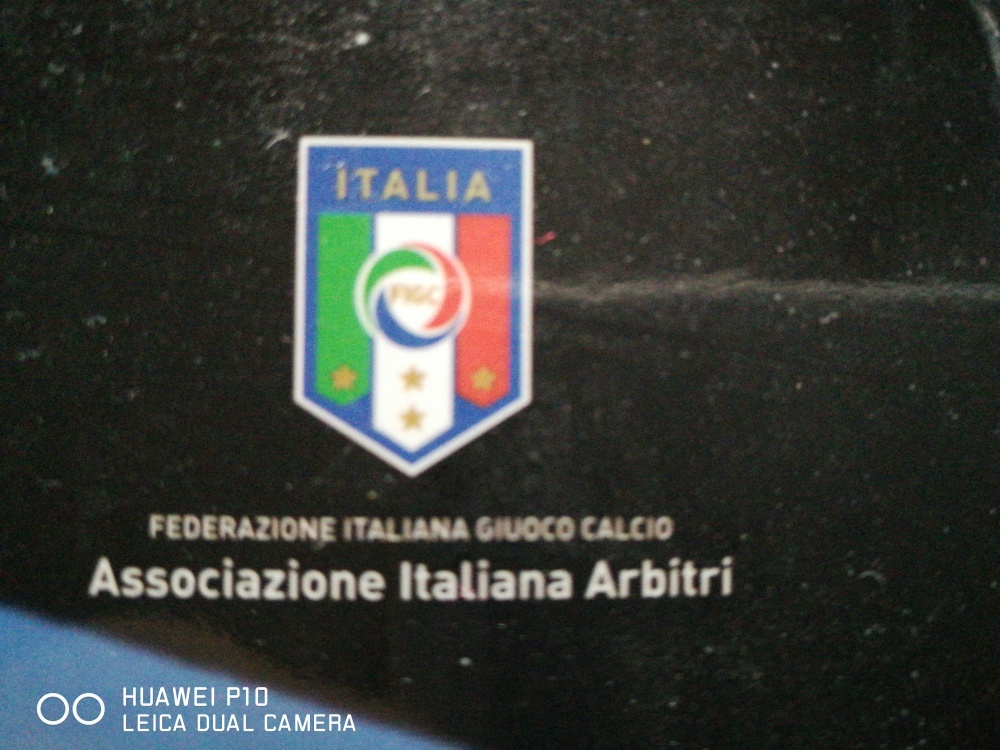 ITALIA
FIGC
FEDERAZIONE ITALIANA GIUOCO CALCIO
Associazione Italiana Arbitri
HUAWEI P10
LEICA DUAL CAMERA